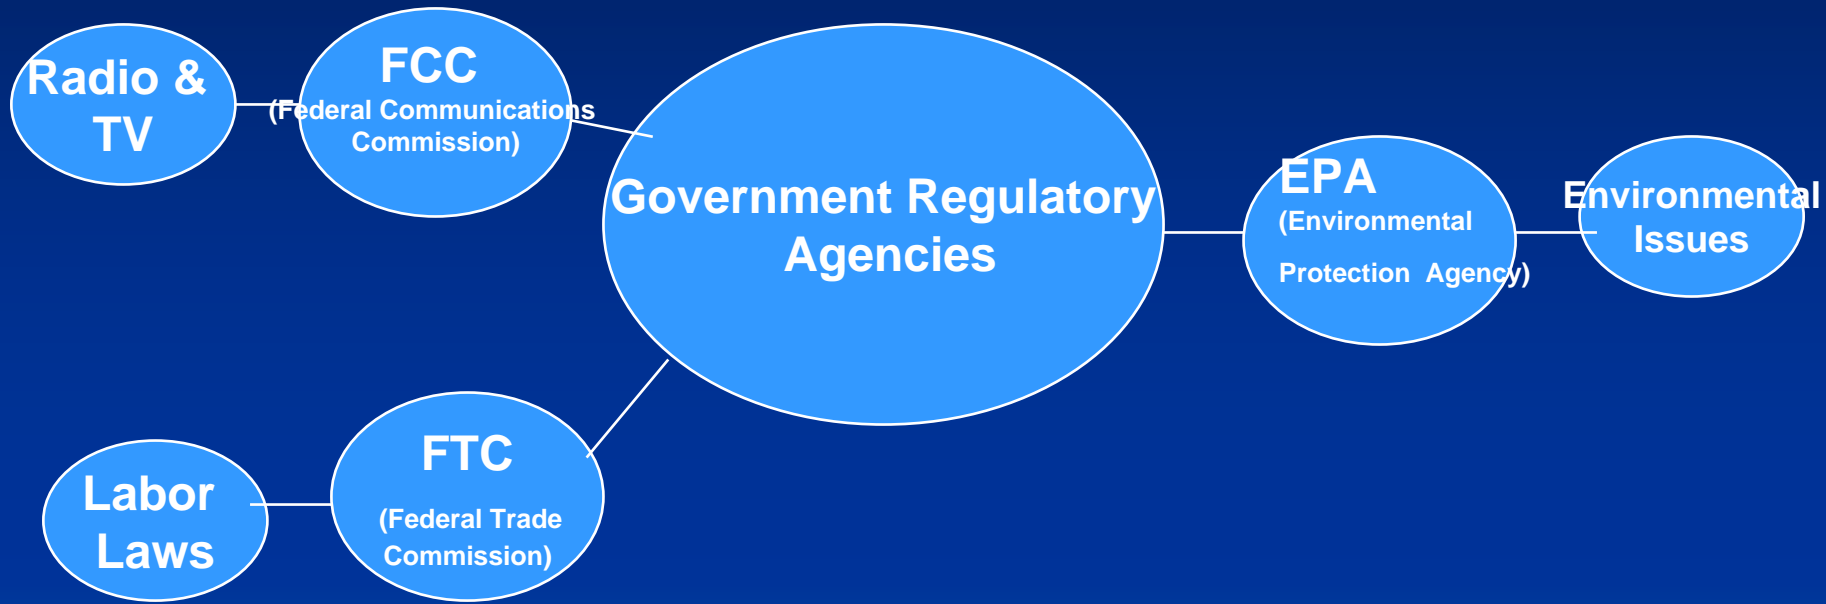 Radio &
TV
FCC
(Federal Communications
Commission)
Government Regulatory
Agencies
EPA
(Environmental
Protection Agency)
Environmental
Issues
FTC
(Federal Trade
Commission)
Labor
Laws